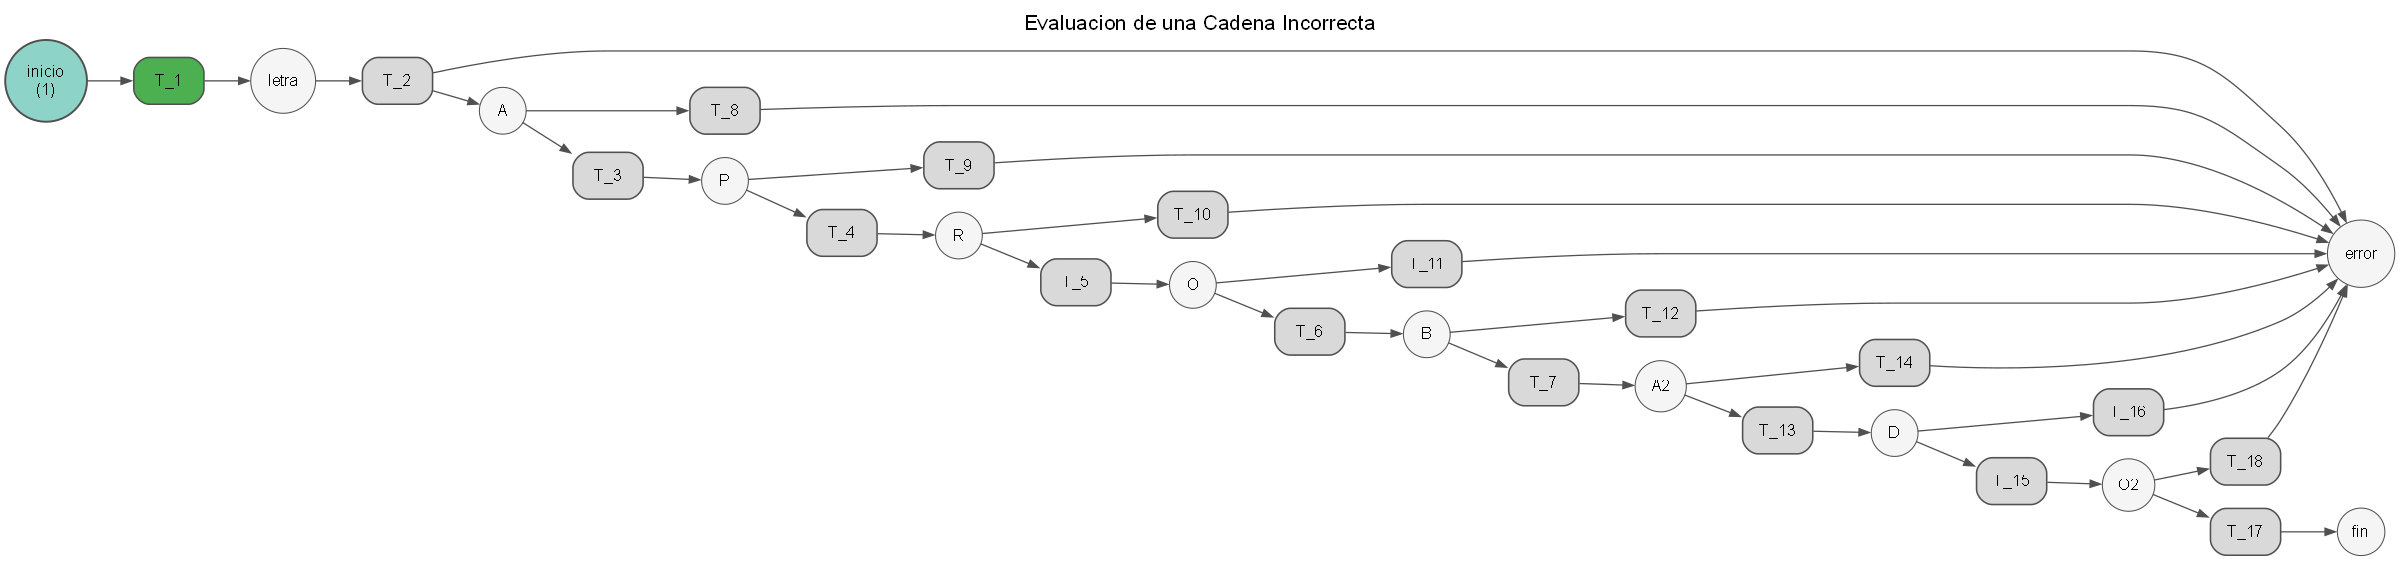 Evaluacion de una Cadena Incorrecta
inicio
(1)
T_1
letra
T_2
A
T_8
T_3
P
T_9
T_4
R
T_10
T_5
O
T_11
T_6
B
T_12
T_7
A2
T_14
T_13
D
T_16
T_15
O2
T_18
T_17
error
fin